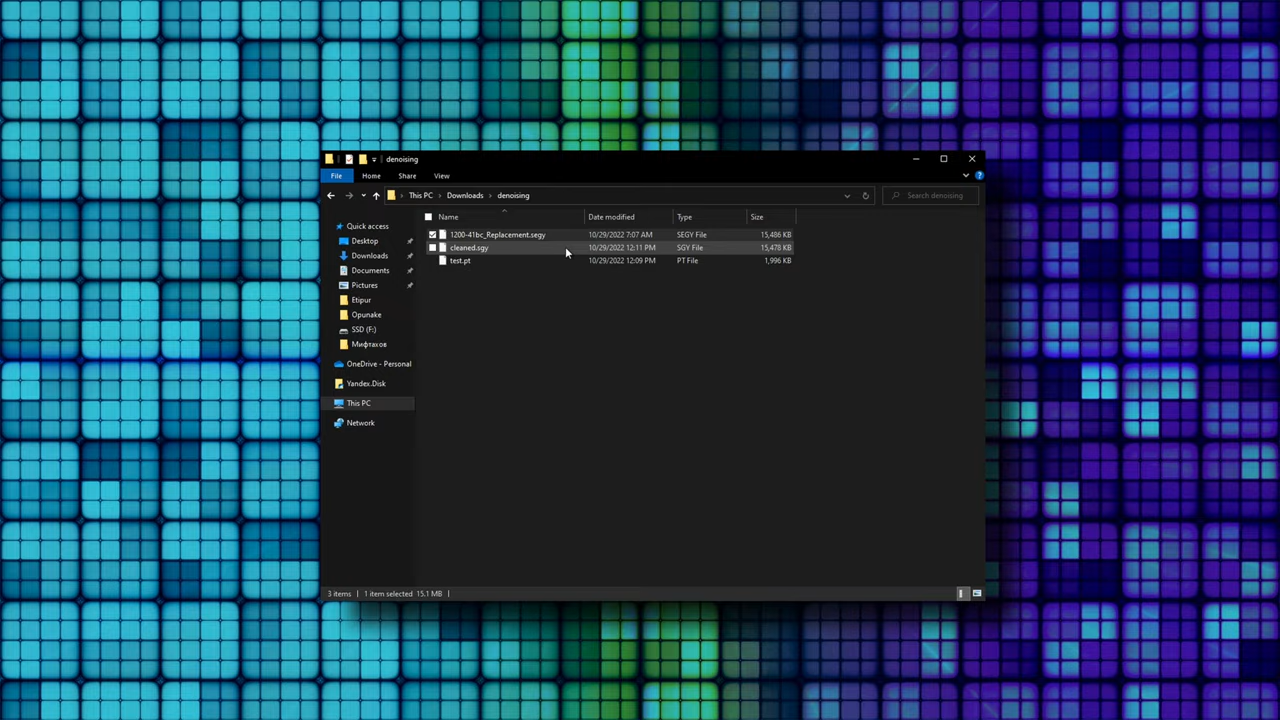 denoising
File Home Share View
This PC Downloads denoising Search denoising
Name Date modified Type Size
Quick access
Desktop
Downloads
Documents
Pictures
Etipur
Opunake
SSD (F:)
Мифтахов
OneDrive - Personal
Yandex.Disk
This PC
Network
1200-41bc_Replacement.segy 10/29/2022 7:07 AM SEGY File 15,486 KB
cleaned.sgy 10/29/2022 12:11 PM SGY File 15,478 KB
test.pt 10/29/2022 12:09 PM PT File 1,996 KB
3 items 1 item selected 15.1 MB